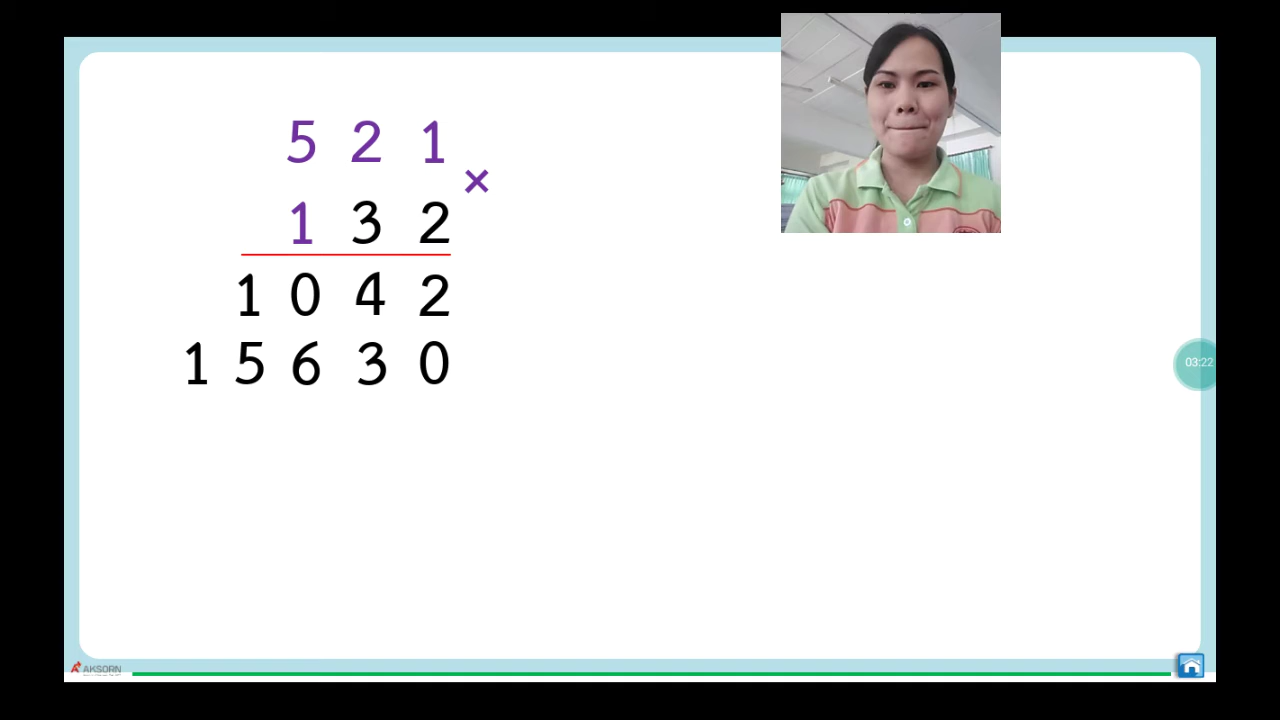 5 2 1
×
1 3 2
1 0 4 2
1 5 6 3 0
03:22
AKSORN